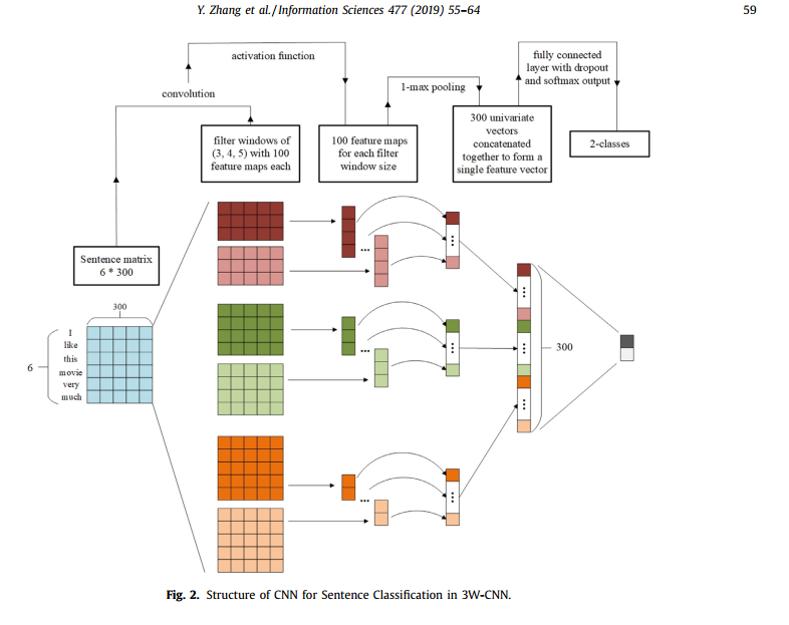 Y. Zhang et al. / Information Sciences 477 (2019) 55–64
59
activation function
convolution
1-max pooling
fully connected
layer with dropout
and softmax output
filter windows of
(3, 4, 5) with 100
feature maps each
100 feature maps
for each filter
window size
300 univariate
vectors
concatenated
together to form a
single feature vector
2-classes
Sentence matrix
6 * 300
300
6
I
like
this
movie
very
much
...
...
...
300
Fig. 2. Structure of CNN for Sentence Classification in 3W-CNN.